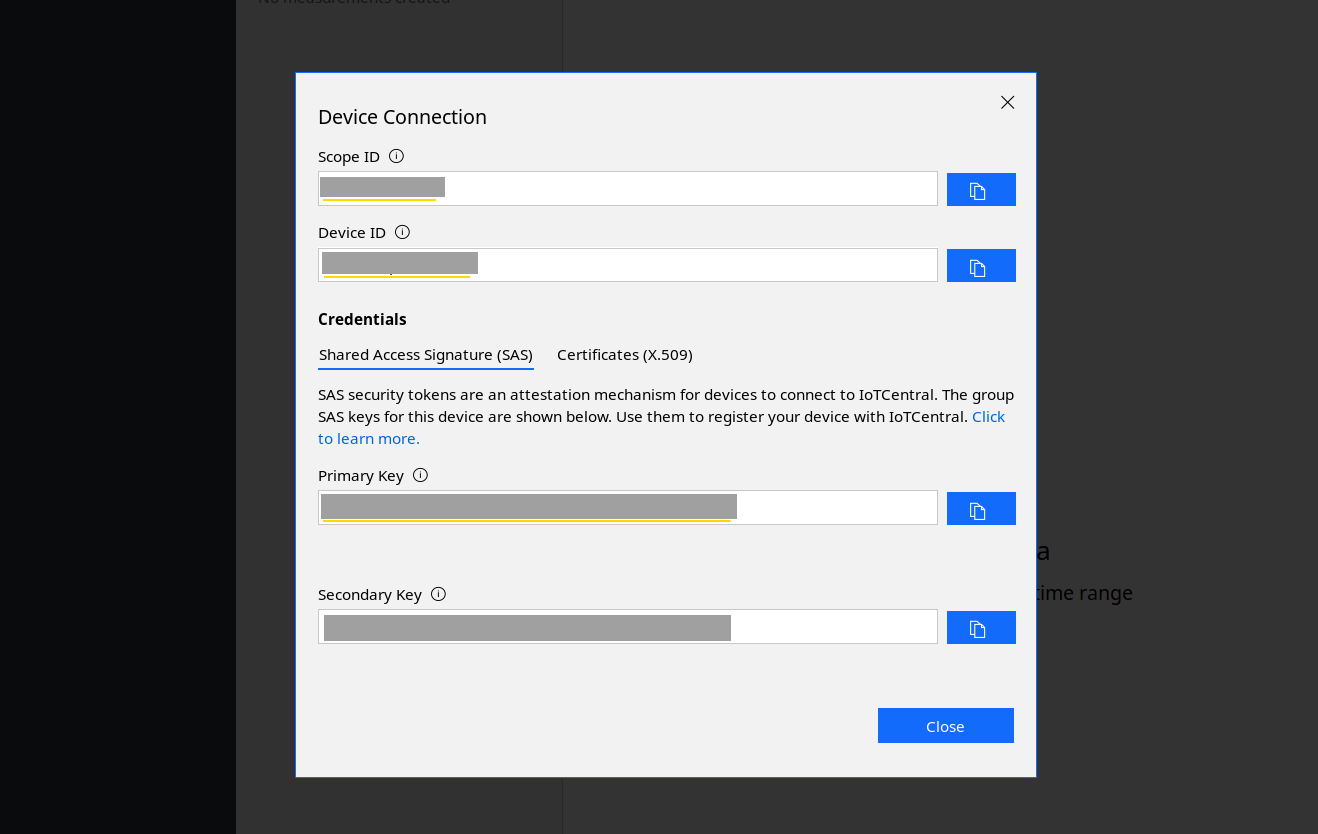 No measurements created
Device Connection
Scope ID
Device ID
Credentials
Shared Access Signature (SAS) Certificates (X.509)
SAS security tokens are an attestation mechanism for devices to connect to IoTCentral. The group
SAS keys for this device are shown below. Use them to register your device with IoTCentral. Click
to learn more.
Primary Key
a
time range
Secondary Key
Close